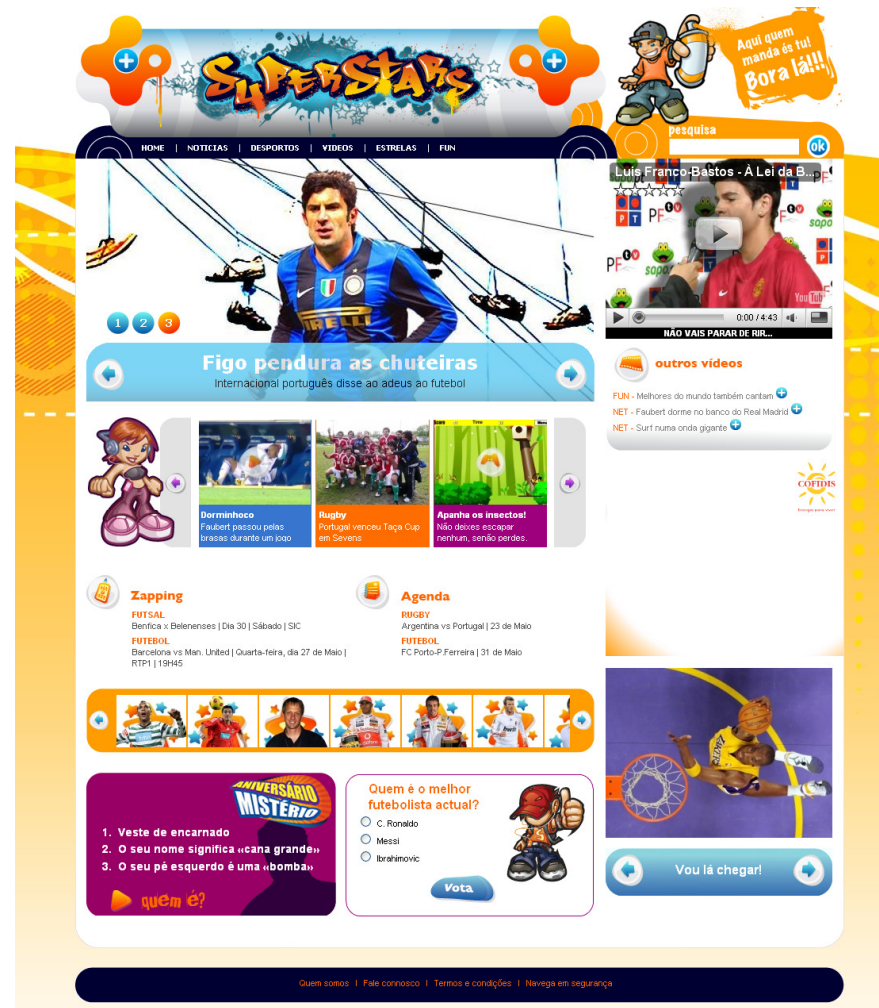 SUPERSTARS
Aqui quem
manda és tu!
Bora lá!!!
pesquisa
ok
HOME | NOTICIAS | DESPORTOS | VIDEOS | ESTRELAS | FUN
Luis Franco-Bastos - À Lei da B...
PFtv
sapo
PT
PIRELLI
YouTube
0:00 / 4:43
NÃO VAIS PARAR DE RIR...
1 2 3
Figo pendura as chuteiras
Internacional português disse ao adeus ao futebol
outros vídeos
FUN - Melhores do mundo também cantam
NET - Faubert dorme no banco do Real Madrid
NET - Surf numa onda gigante
Time
Dorminhoco
Faubert passou pelas
brasas durante um jogo
Rugby
Portugal venceu Taça Cup
em Sevens
Apanha os insectos!
Não deixes escapar
nenhum, senão perdes.
COFIDIS
Zapping
FUTSAL
Benfica x Belenenses | Dia 30 | Sábado | SIC
FUTEBOL
Barcelona vs Man. United | Quarta-feira, dia 27 de Maio |
RTP1 | 19H45
Agenda
RUGBY
Argentina vs Portugal | 23 de Maio
FUTEBOL
FC Porto-P.Ferreira | 31 de Maio
ANIVERSÁRIO
MISTÉRIO
1. Veste de encarnado
2. O seu nome significa «cana grande»
3. O seu pé esquerdo é uma «bomba»
quem é?
Quem é o melhor
futebolista actual?
C. Ronaldo
Messi
Ibrahimovic
Vota
Vou lá chegar!
Quem somos | Fale connosco | Termos e condições | Navega em segurança